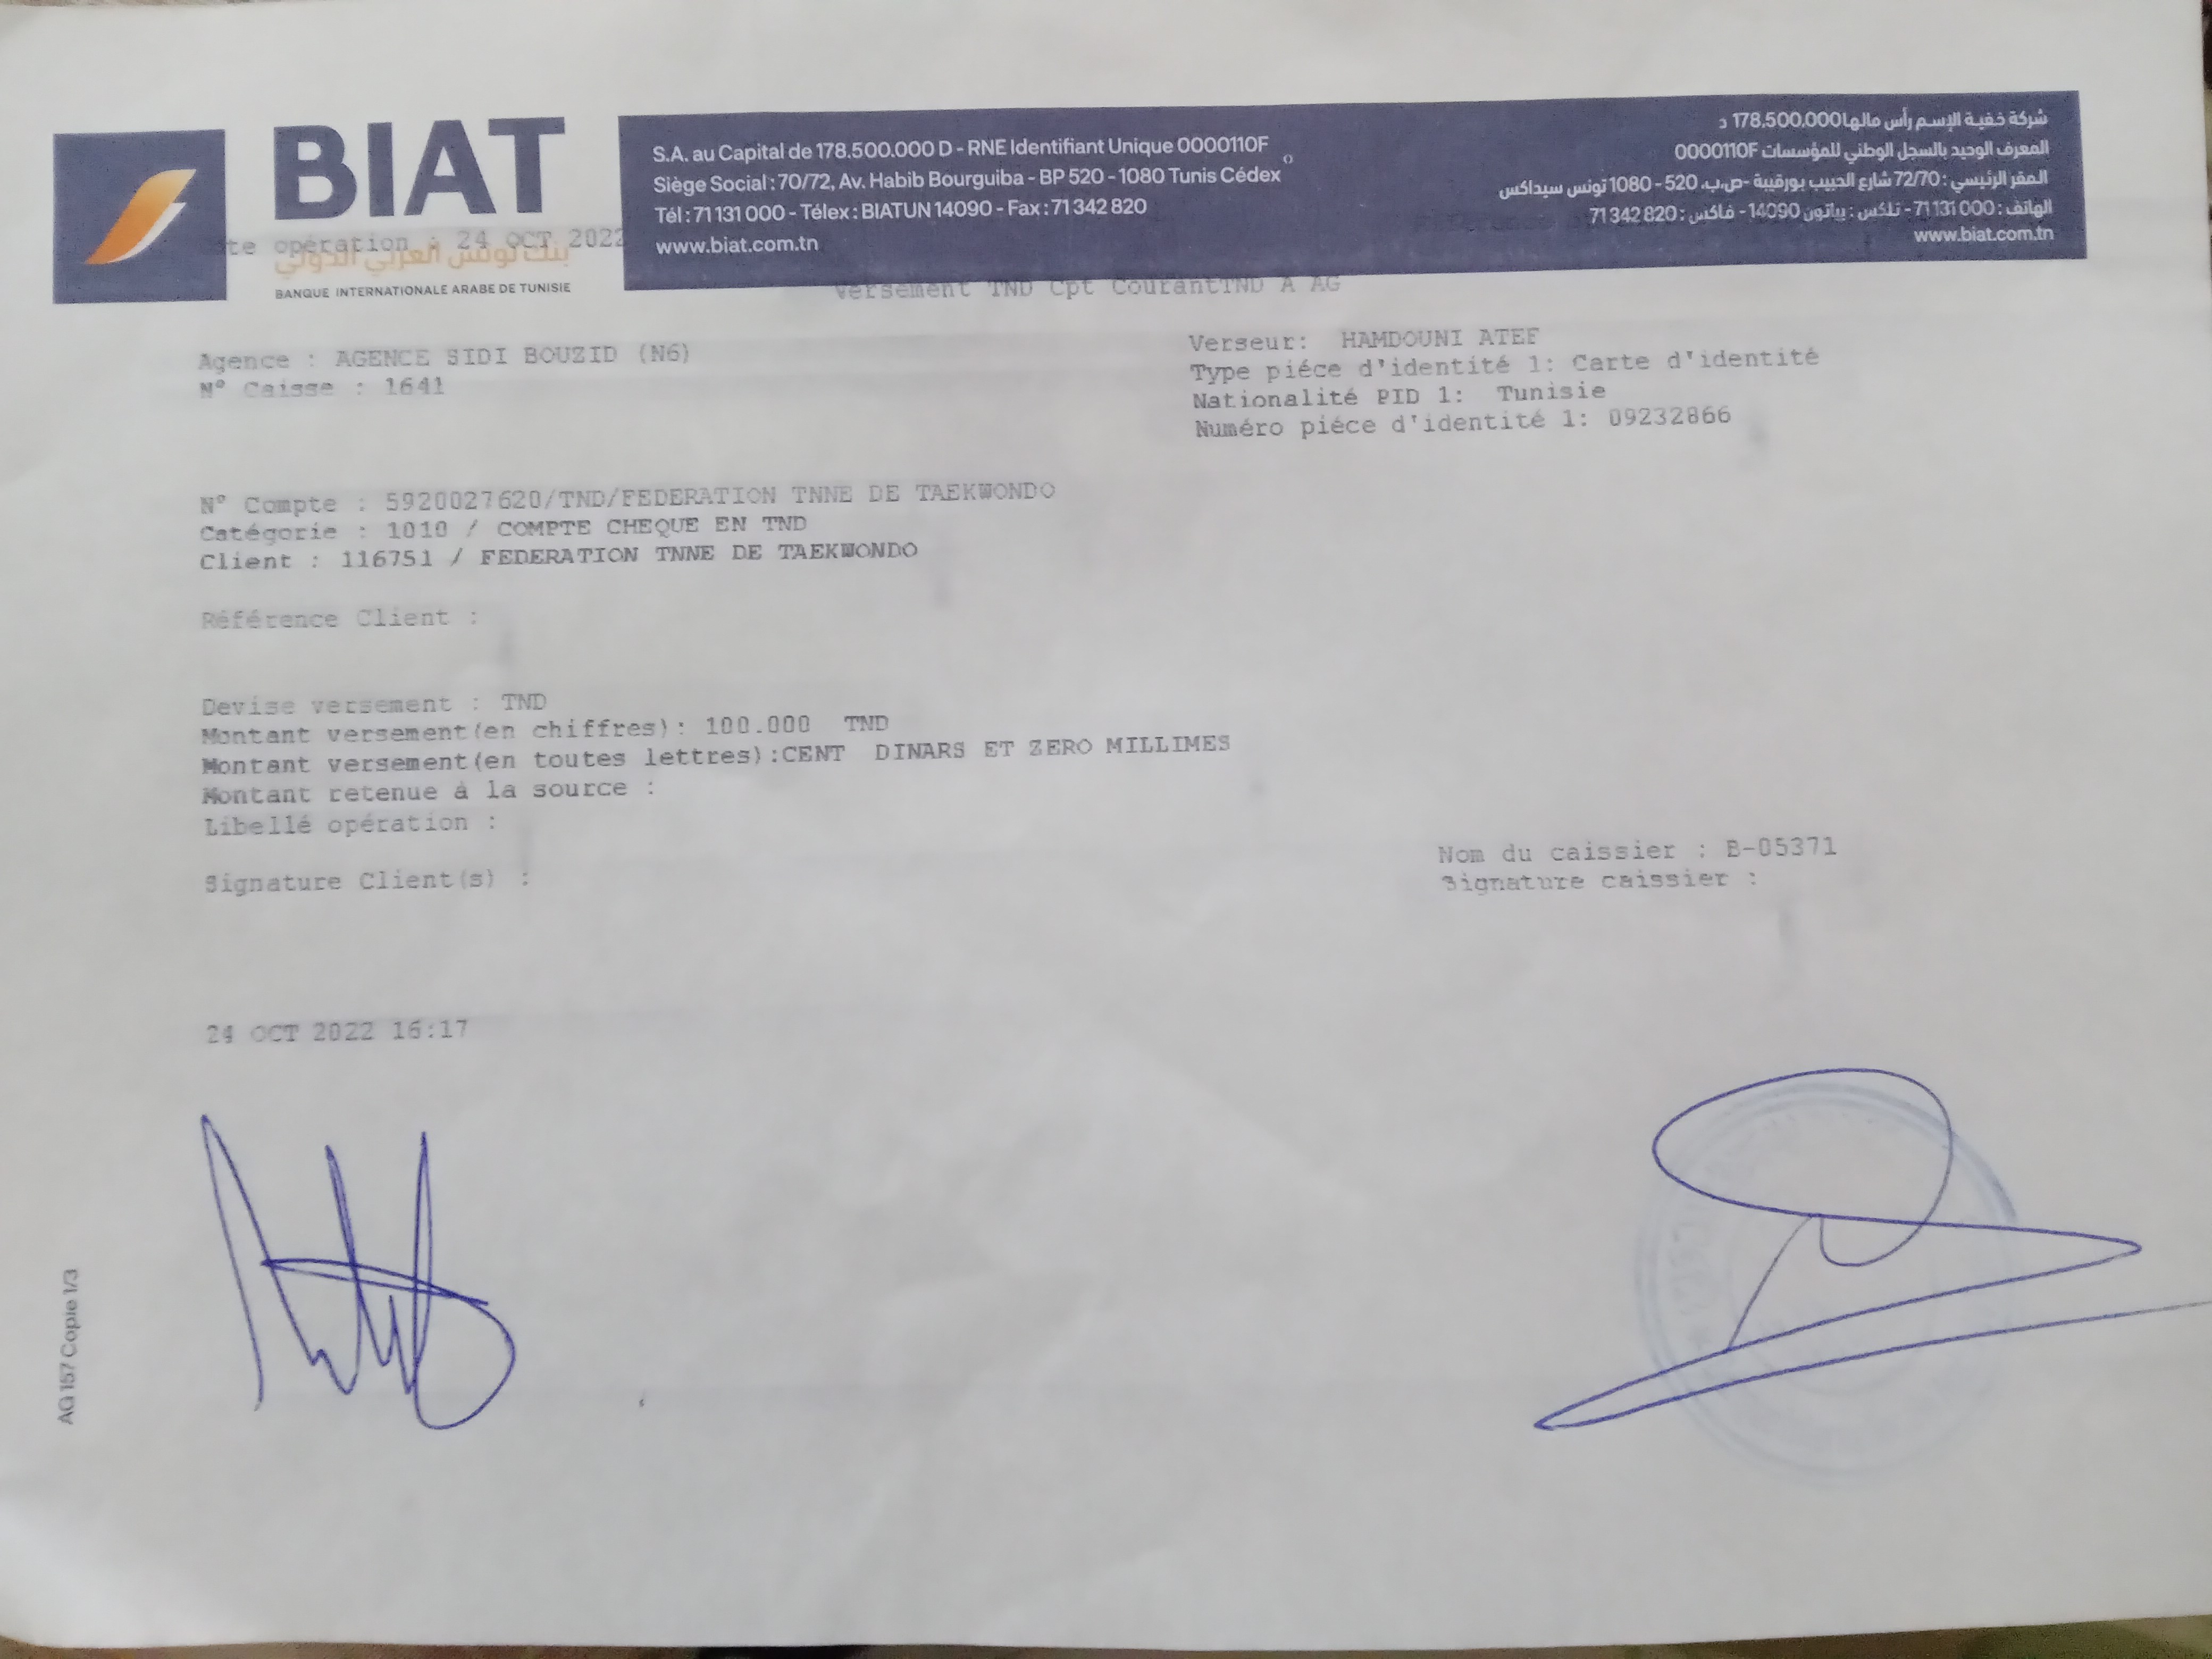 BIAT
بنك تونس العربي الدولي
BANQUE INTERNATIONALE ARABE DE TUNISIE
S.A. au Capital de 178.500.000 D - RNE Identifiant Unique 0000110F
Siège Social : 70/72, Av. Habib Bourguiba - BP 520 - 1080 Tunis Cédex
Tél : 71 131 000 - Télex : BIATUN 14090 - Fax : 71 342 820
www.biat.com.tn
شركة خفية الإسم رأس مالها 178.500.000 د
المعرف الوحيد بالسجل الوطني للمؤسسات 0000110F
المقر الرئيسي : 72/70 شارع الحبيب بورقيبة -ص.ب. 520 - 1080 تونس سيداكس
الهاتف : 71 131 000 - تلكس : بياتون 14090 - فاكس : 71 342 820
www.biat.com.tn
te opération : 24 OCT 2022
Versement TND Cpt CourantTND A AG
Agence : AGENCE SIDI BOUZID (N6)
N° Caisse : 1641
Verseur: HAMDOUNI ATEF
Type piéce d'identité 1: Carte d'identité
Nationalité PID 1: Tunisie
Numéro piéce d'identité 1: 09232866
N° Compte : 5920027620/TND/FEDERATION TNNE DE TAEKWONDO
Catégorie : 1010 / COMPTE CHEQUE EN TND
Client : 116751 / FEDERATION TNNE DE TAEKWONDO
Référence Client :
Devise versement : TND
Montant versement(en chiffres): 100.000 TND
Montant versement(en toutes lettres):CENT DINARS ET ZERO MILLIMES
Montant retenue à la source :
Libellé opération :
Signature Client(s) :
Nom du caissier : B-05371
Signature caissier :
24 OCT 2022 16:17
AG 157 Copie 1/3